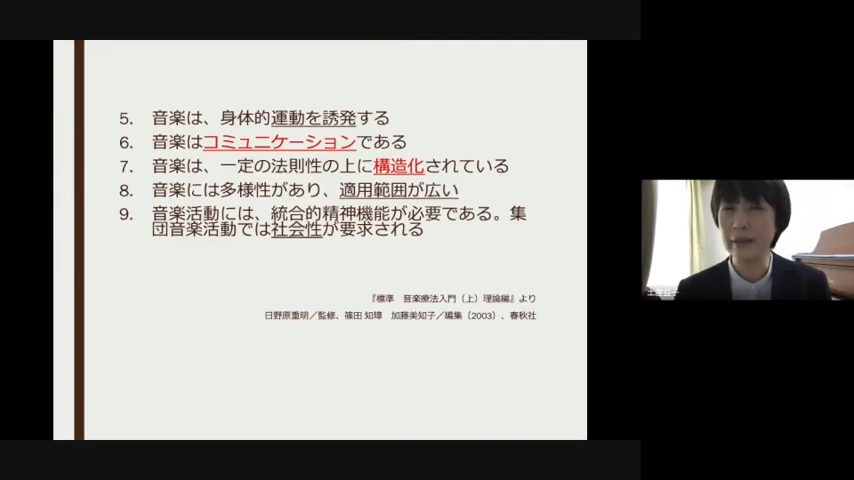 5. 音楽は、身体的運動を誘発する
6. 音楽はコミュニケーションである
7. 音楽は、一定の法則性の上に構造化されている
8. 音楽には多様性があり、適用範囲が広い
9. 音楽活動には、統合的精神機能が必要である。集
団音楽活動では社会性が要求される
『標準 音楽療法入門（上）理論編』より
日野原重明／監修、篠田 知璋 加藤美知子／編集（2003）、春秋社